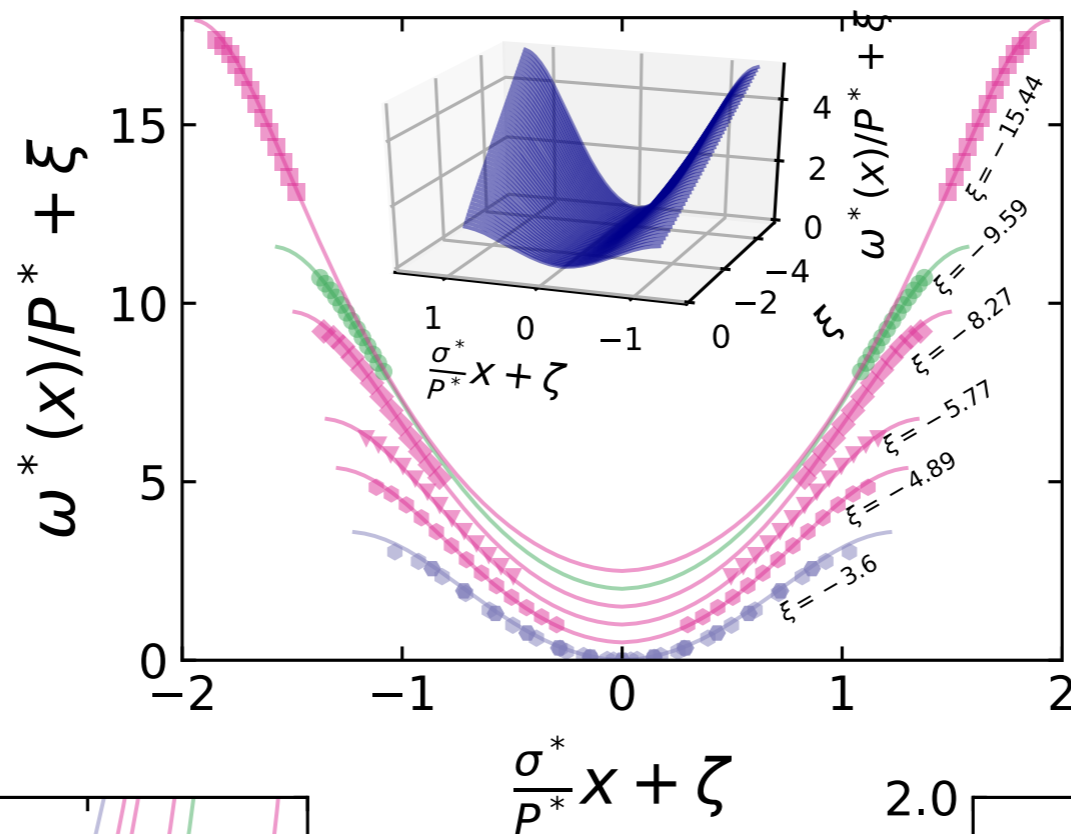 ω*(x)/P* + ξ
15
10
5
0
−2
−1
0
1
2
σ*/P* x + ζ
ξ = −15.44
ξ = −9.59
ξ = −8.27
ξ = −5.77
ξ = −4.89
ξ = −3.6
ω*(x)/P* + ξ
4
2
0
−4
−2
0
ξ
1
0
−1
σ*/P* x + ζ
2.0